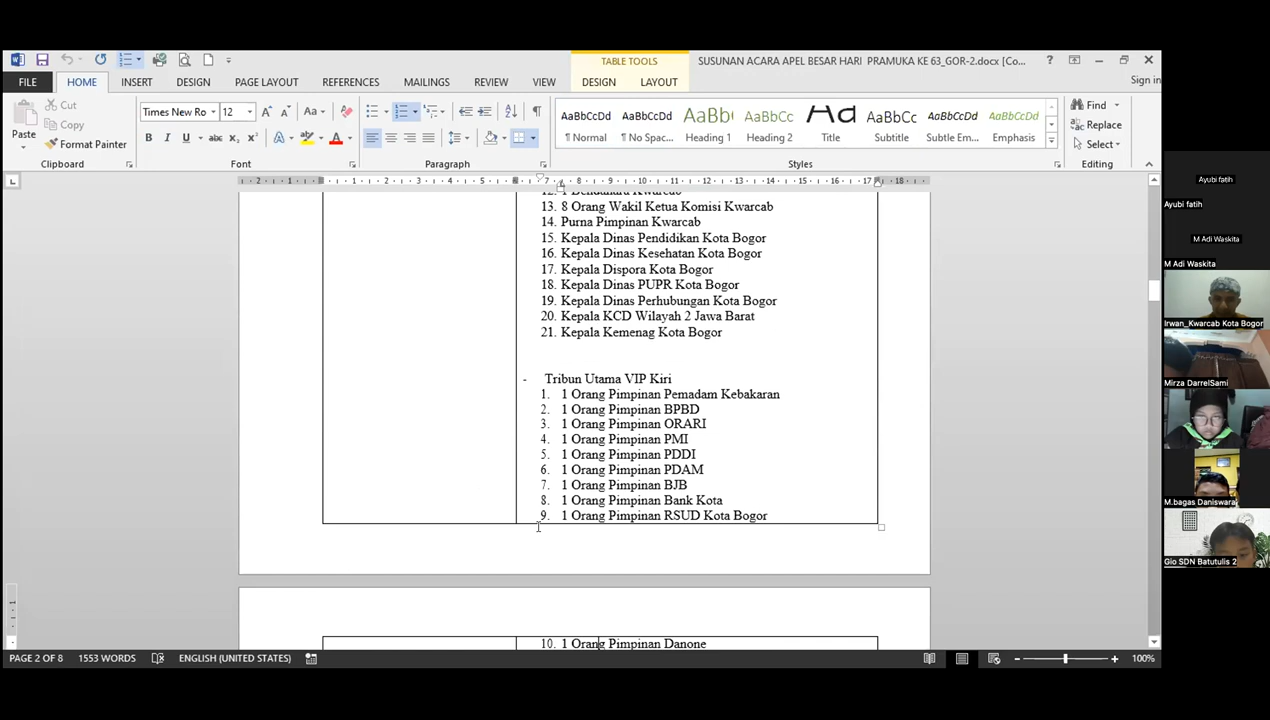 SUSUNAN ACARA APEL BESAR HARI PRAMUKA KE 63_GOR-2.docx [Co...
TABLE TOOLS
Sign in
FILE HOME INSERT DESIGN PAGE LAYOUT REFERENCES MAILINGS REVIEW VIEW DESIGN LAYOUT
Paste
Cut
Copy
Format Painter
Clipboard
Times New Ro 12
Font
Paragraph
AaBbCcDd AaBbCcDd AaBb( AaBbCc AaBbCcD AaBbCcDd AaBbCcDd
¶ Normal ¶ No Spac... Heading 1 Heading 2 Title Subtitle Subtle Em... Emphasis
Styles
Find
Replace
Select
Editing
12. 1 Bendahara Kwarcab
13. 8 Orang Wakil Ketua Komisi Kwarcab
14. Purna Pimpinan Kwarcab
15. Kepala Dinas Pendidikan Kota Bogor
16. Kepala Dinas Kesehatan Kota Bogor
17. Kepala Dispora Kota Bogor
18. Kepala Dinas PUPR Kota Bogor
19. Kepala Dinas Perhubungan Kota Bogor
20. Kepala KCD Wilayah 2 Jawa Barat
21. Kepala Kemenag Kota Bogor
- Tribun Utama VIP Kiri
1. 1 Orang Pimpinan Pemadam Kebakaran
2. 1 Orang Pimpinan BPBD
3. 1 Orang Pimpinan ORARI
4. 1 Orang Pimpinan PMI
5. 1 Orang Pimpinan PDDI
6. 1 Orang Pimpinan PDAM
7. 1 Orang Pimpinan BJB
8. 1 Orang Pimpinan Bank Kota
9. 1 Orang Pimpinan RSUD Kota Bogor
10. 1 Orang Pimpinan Danone
PAGE 2 OF 8 1553 WORDS ENGLISH (UNITED STATES) 100%
Ayubi fatih
Ayubi fatih
M Adi Waskita
M Adi Waskita
Irwan_Kwarcab Kota Bogor
Mirza DarrelSami
M.bagas Daniswara
Gio SDN Batutulis 2